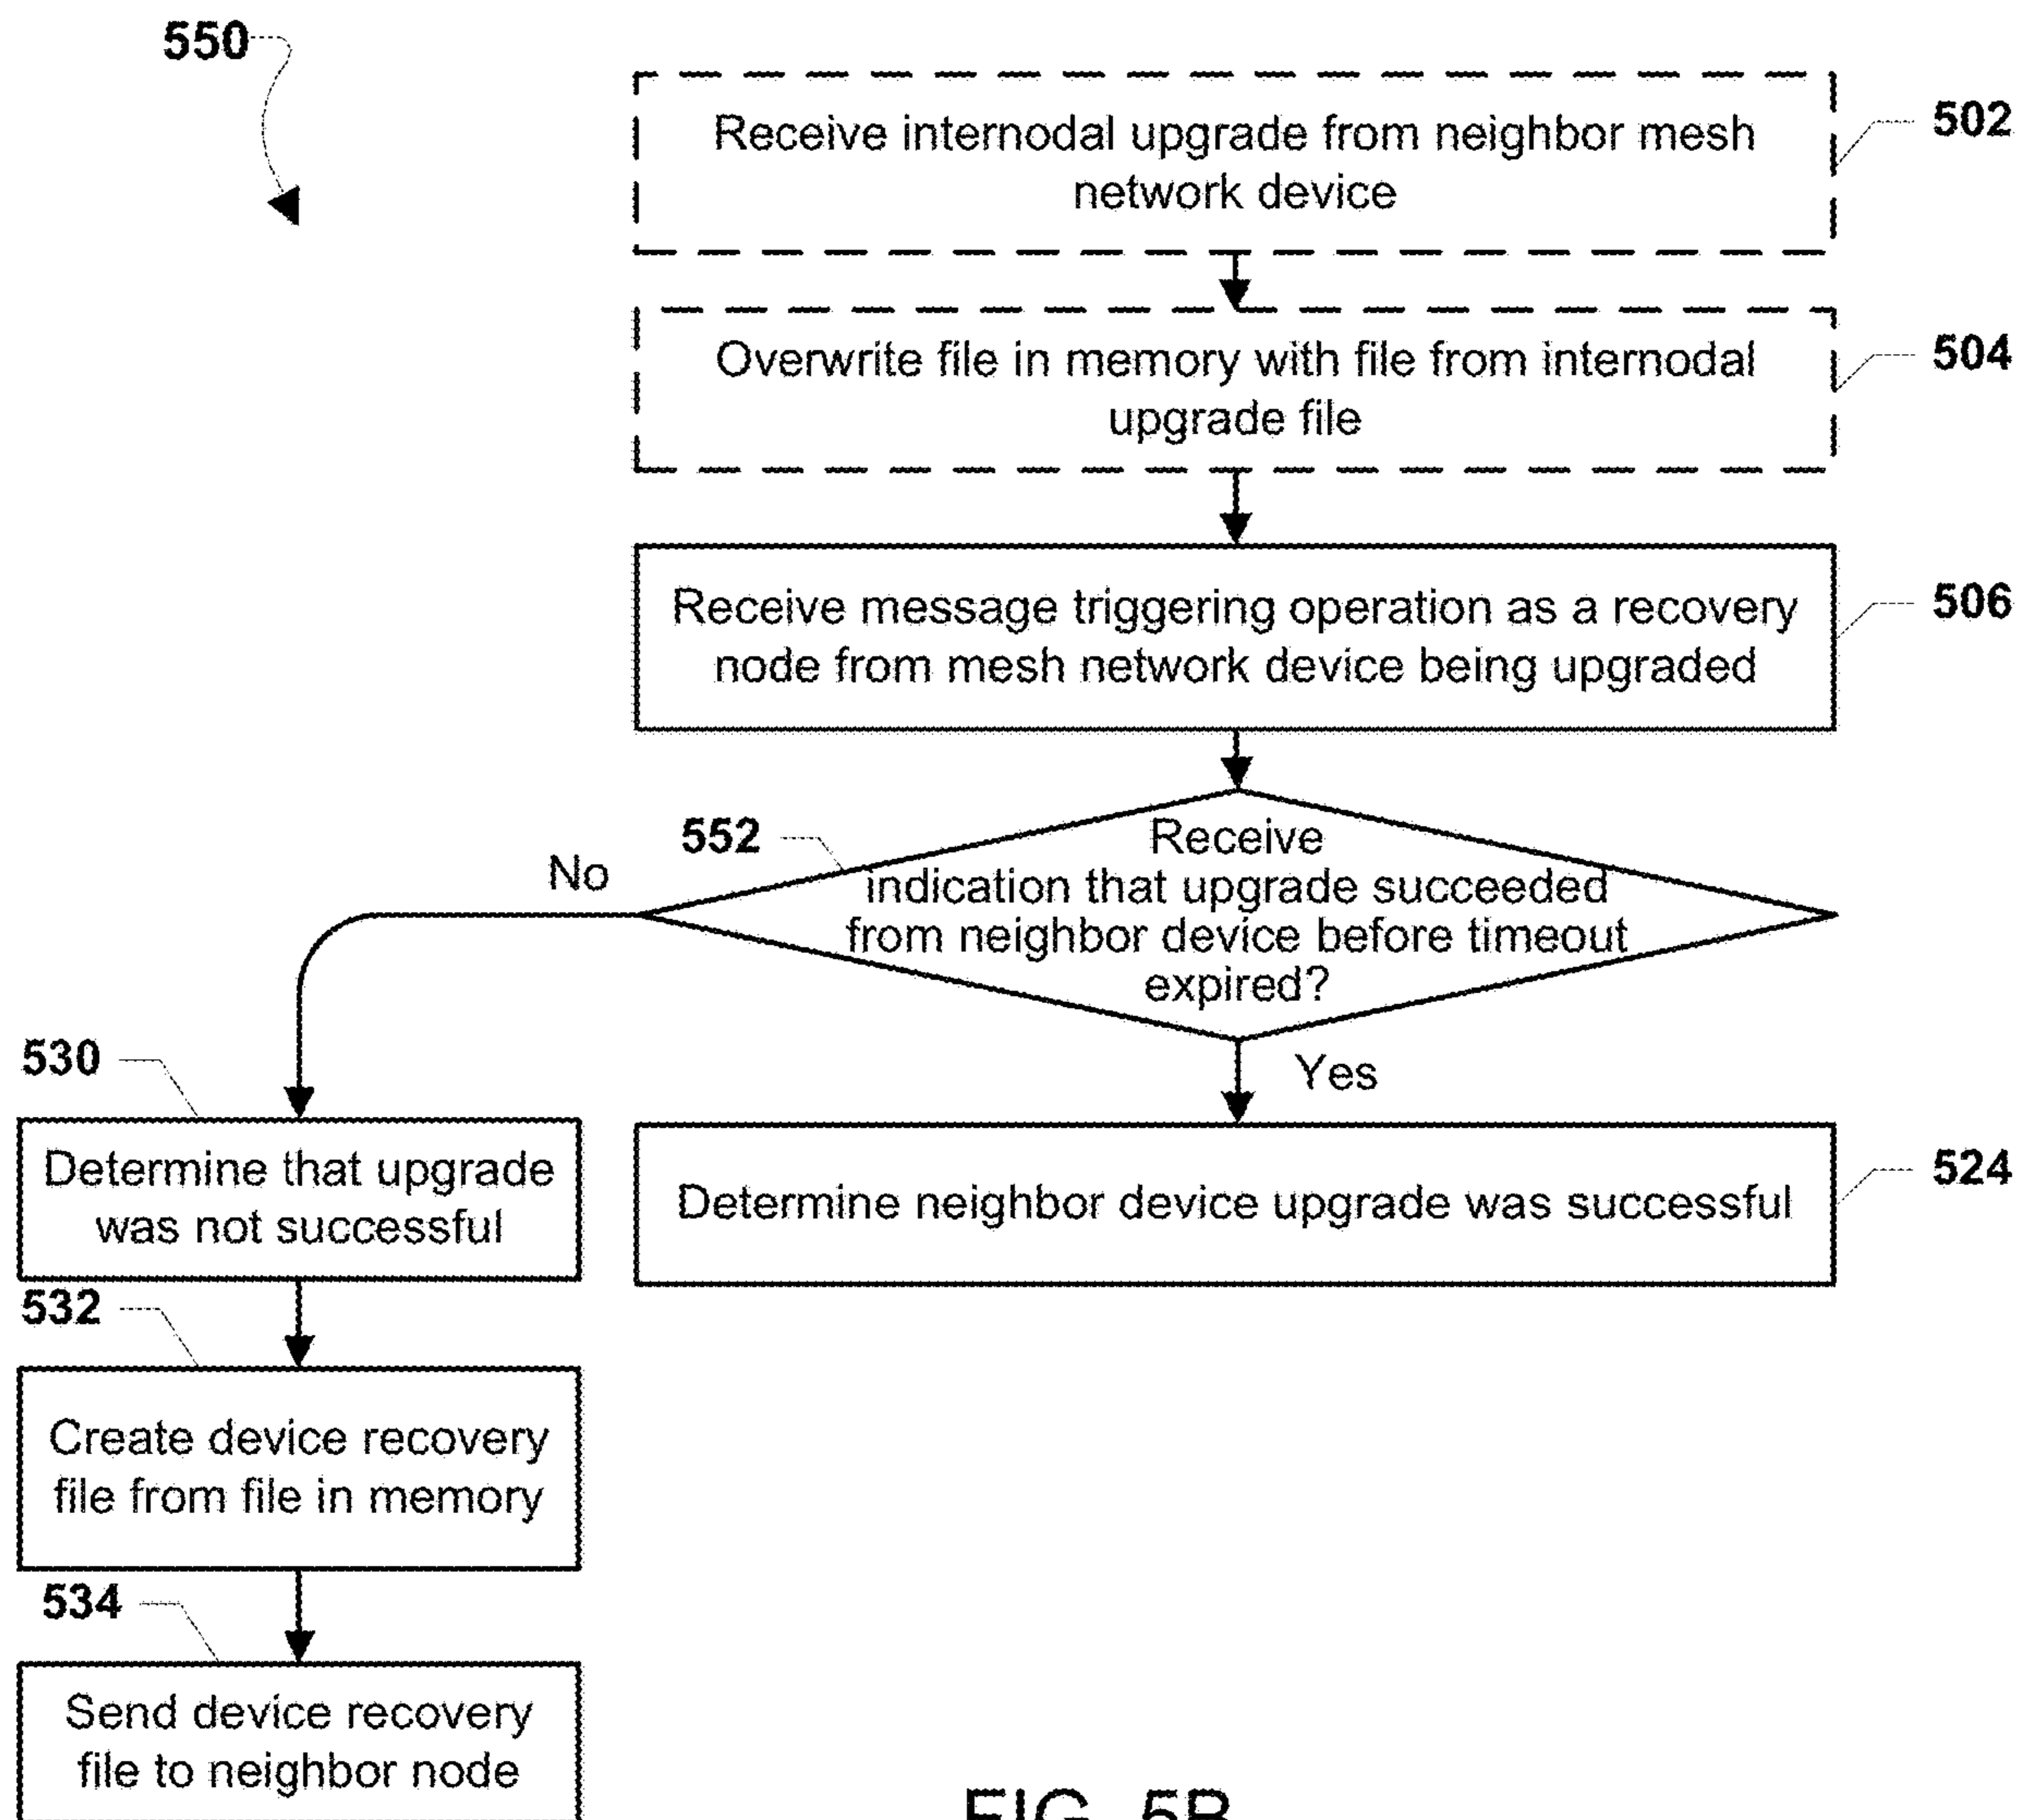 550
Receive internodal upgrade from neighbor mesh
network device
502
Overwrite file in memory with file from internodal
upgrade file
504
Receive message triggering operation as a recovery
node from mesh network device being upgraded
506
552
Receive
indication that upgrade succeeded
from neighbor device before timeout
expired?
No
Yes
530
Determine that upgrade
was not successful
Determine neighbor device upgrade was successful
524
532
Create device recovery
file from file in memory
534
Send device recovery
file to neighbor node
FIG. 5B